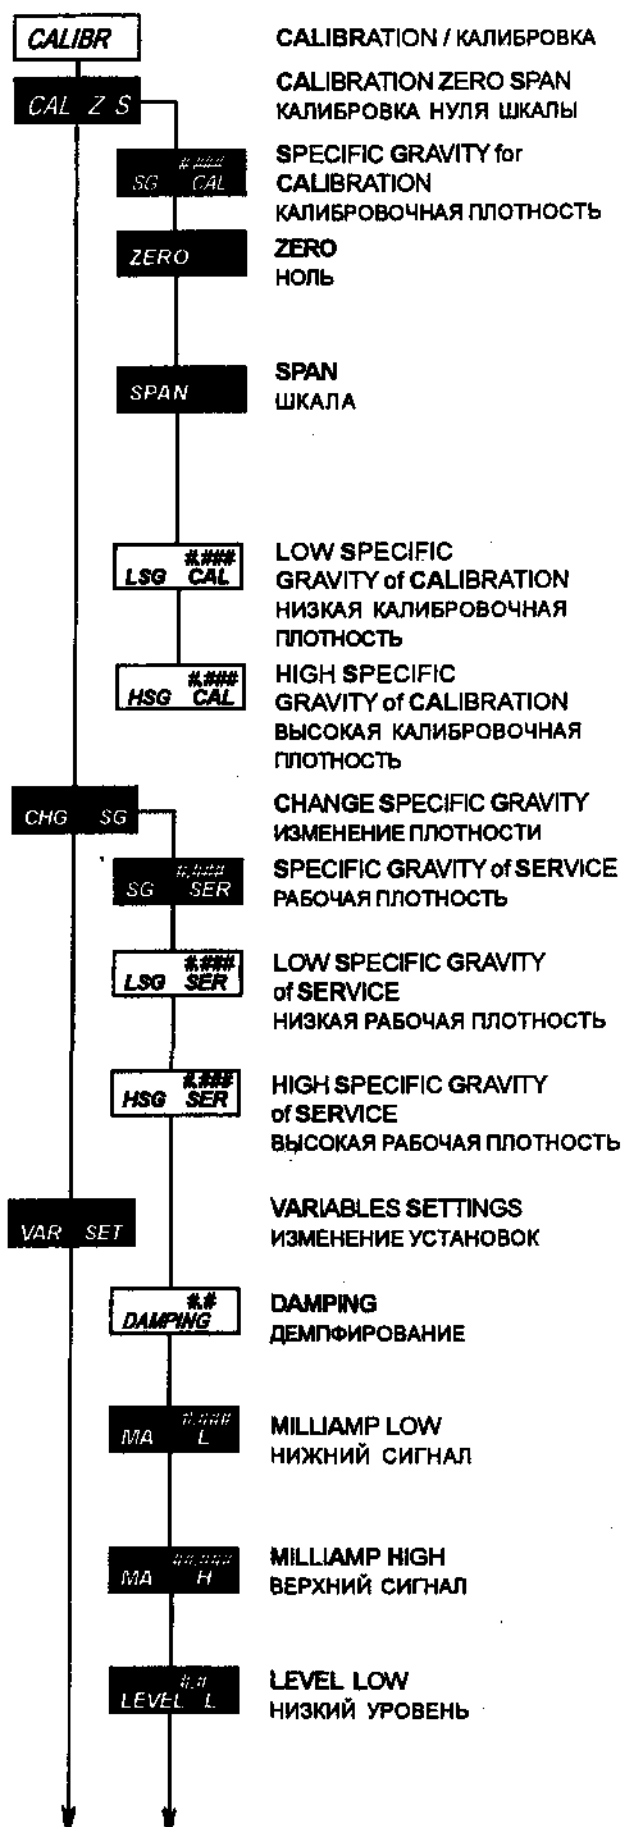 CALIBR
CALIBRATION / КАЛИБРОВКА
CAL Z S
CALIBRATION ZERO SPAN
КАЛИБРОВКА НУЛЯ ШКАЛЫ
#.###
SG CAL
SPECIFIC GRAVITY for
CALIBRATION
КАЛИБРОВОЧНАЯ ПЛОТНОСТЬ
ZERO
ZERO
НОЛЬ
SPAN
SPAN
ШКАЛА
#.###
LSG CAL
LOW SPECIFIC
GRAVITY of CALIBRATION
НИЗКАЯ КАЛИБРОВОЧНАЯ
ПЛОТНОСТЬ
#.###
HSG CAL
HIGH SPECIFIC
GRAVITY of CALIBRATION
ВЫСОКАЯ КАЛИБРОВОЧНАЯ
ПЛОТНОСТЬ
CHG SG
CHANGE SPECIFIC GRAVITY
ИЗМЕНЕНИЕ ПЛОТНОСТИ
#.###
SG SER
SPECIFIC GRAVITY of SERVICE
РАБОЧАЯ ПЛОТНОСТЬ
#.###
LSG SER
LOW SPECIFIC GRAVITY
of SERVICE
НИЗКАЯ РАБОЧАЯ ПЛОТНОСТЬ
#.###
HSG SER
HIGH SPECIFIC GRAVITY
of SERVICE
ВЫСОКАЯ РАБОЧАЯ ПЛОТНОСТЬ
VAR SET
VARIABLES SETTINGS
ИЗМЕНЕНИЕ УСТАНОВОК
#.#
DAMPING
DAMPING
ДЕМПФИРОВАНИЕ
#.###
MA L
MILLIAMP LOW
НИЖНИЙ СИГНАЛ
##.###
MA H
MILLIAMP HIGH
ВЕРХНИЙ СИГНАЛ
#.#
LEVEL L
LEVEL LOW
НИЗКИЙ УРОВЕНЬ